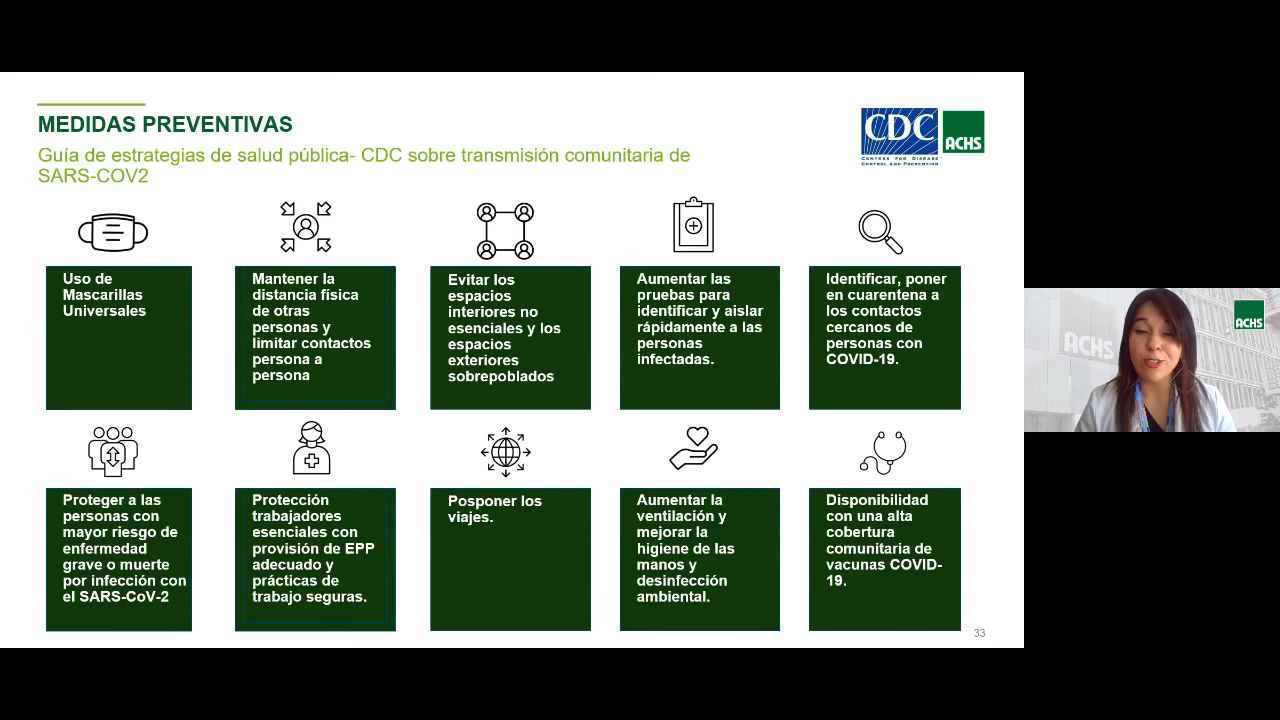 MEDIDAS PREVENTIVAS
Guía de estrategias de salud pública- CDC sobre transmisión comunitaria de
SARS-COV2
CDC
CENTERS FOR DISEASE™
CONTROL AND PREVENTION
ACHS
Uso de
Mascarillas
Universales
Mantener la
distancia física
de otras
personas y
limitar contactos
persona a
persona
Evitar los
espacios
interiores no
esenciales y los
espacios
exteriores
sobrepoblados
Aumentar las
pruebas para
identificar y aislar
rápidamente a las
personas
infectadas.
Identificar, poner
en cuarentena a
los contactos
cercanos de
personas con
COVID-19.
Proteger a las
personas con
mayor riesgo de
enfermedad
grave o muerte
por infección con
el SARS-CoV-2
Protección
trabajadores
esenciales con
provisión de EPP
adecuado y
prácticas de
trabajo seguras.
Posponer los
viajes.
Aumentar la
ventilación y
mejorar la
higiene de las
manos y
desinfección
ambiental.
Disponibilidad
con una alta
cobertura
comunitaria de
vacunas COVID-
19.
33
ACHS
ACHS